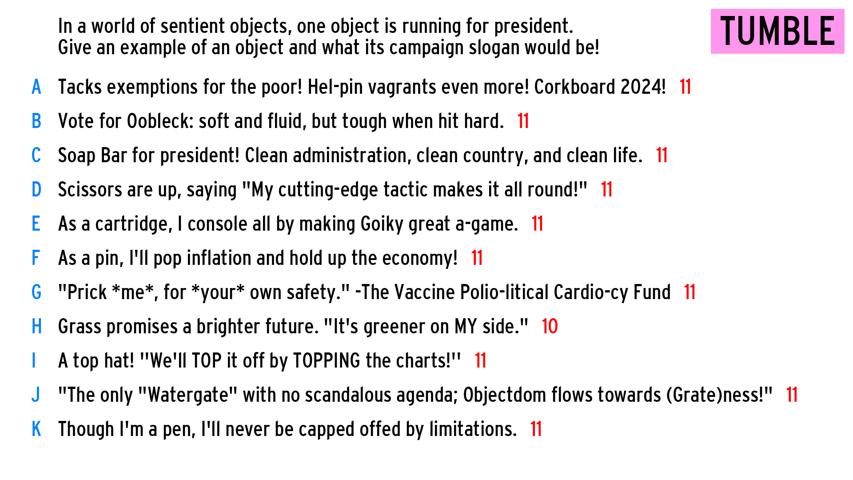 In a world of sentient objects, one object is running for president.
Give an example of an object and what its campaign slogan would be!
TUMBLE
A Tacks exemptions for the poor! Hel-pin vagrants even more! Corkboard 2024! 11
B Vote for Oobleck: soft and fluid, but tough when hit hard. 11
C Soap Bar for president! Clean administration, clean country, and clean life. 11
D Scissors are up, saying "My cutting-edge tactic makes it all round!" 11
E As a cartridge, I console all by making Goiky great a-game. 11
F As a pin, I'll pop inflation and hold up the economy! 11
G "Prick *me*, for *your* own safety." -The Vaccine Polio-litical Cardio-cy Fund 11
H Grass promises a brighter future. "It's greener on MY side." 10
I A top hat! ''We'll TOP it off by TOPPING the charts!'' 11
J "The only "Watergate" with no scandalous agenda; Objectdom flows towards (Grate)ness!" 11
K Though I'm a pen, I'll never be capped offed by limitations. 11